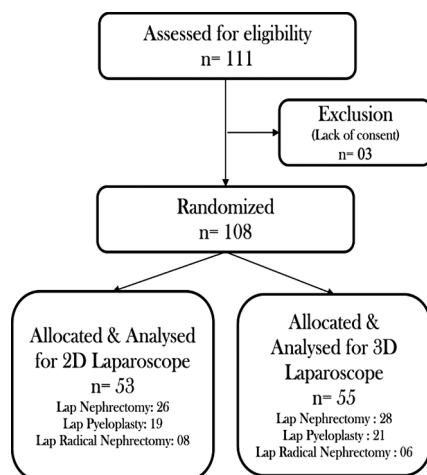 Assessed for eligibility
n= 111
Exclusion
(Lack of consent)
n= 03
Randomized
n= 108
Allocated & Analysed
for 2D Laparoscope
n= 53
Lap Nephrectomy: 26
Lap Pyeloplasty: 19
Lap Radical Nephrectomy: 08
Allocated &
Analysed for 3D
Laparoscope
n= 55
Lap Nephrectomy : 28
Lap Pyeloplasty : 21
Lap Radical Nephrectomy : 06